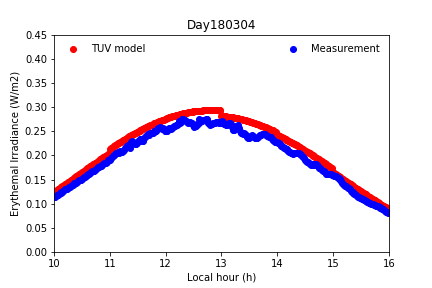 Day180304
TUV model
Measurement
Erythemal Irradiance (W/m2)
0.45
0.40
0.35
0.30
0.25
0.20
0.15
0.10
0.05
0.00
10 11 12 13 14 15 16
Local hour (h)